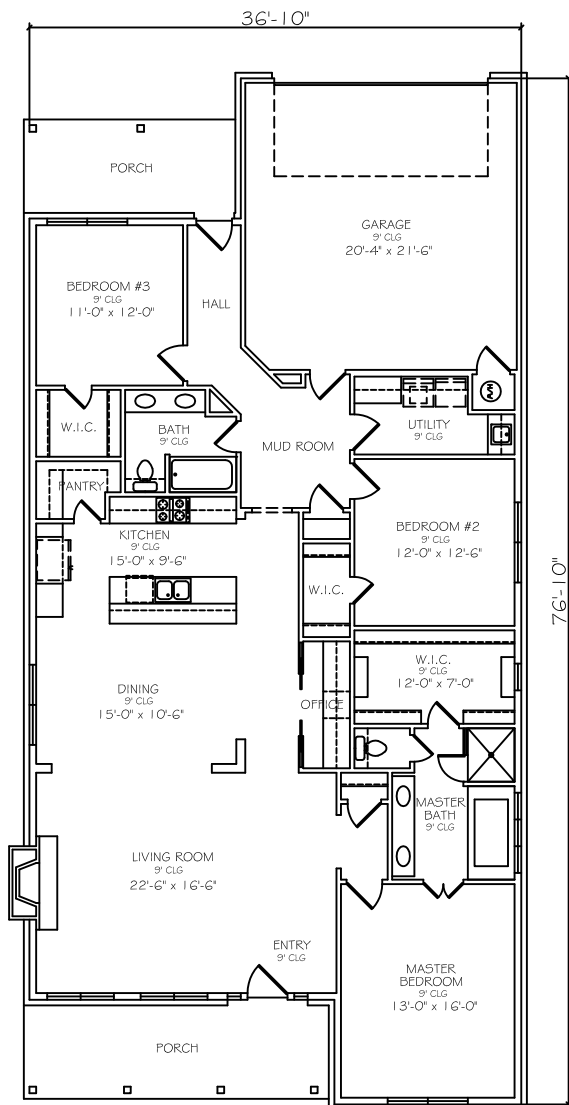 36'-10"
PORCH
GARAGE
9' CLG
20'-4" x 21'-6"
BEDROOM #3
9' CLG
11'-0" x 12'-0"
HALL
W.I.C.
BATH
9' CLG
MUD ROOM
UTILITY
9' CLG
PANTRY
KITCHEN
9' CLG
15'-0" x 9'-6"
BEDROOM #2
9' CLG
12'-0" x 12'-6"
76'-10"
W.I.C.
W.I.C.
9' CLG
12'-0" x 7'-0"
DINING
15'-0" x 10'-6"
OFFICE
MASTER
BATH
9' CLG
LIVING ROOM
9' CLG
22'-6" x 16'-6"
ENTRY
9' CLG
MASTER
BEDROOM
9' CLG
13'-0" x 16'-0"
PORCH